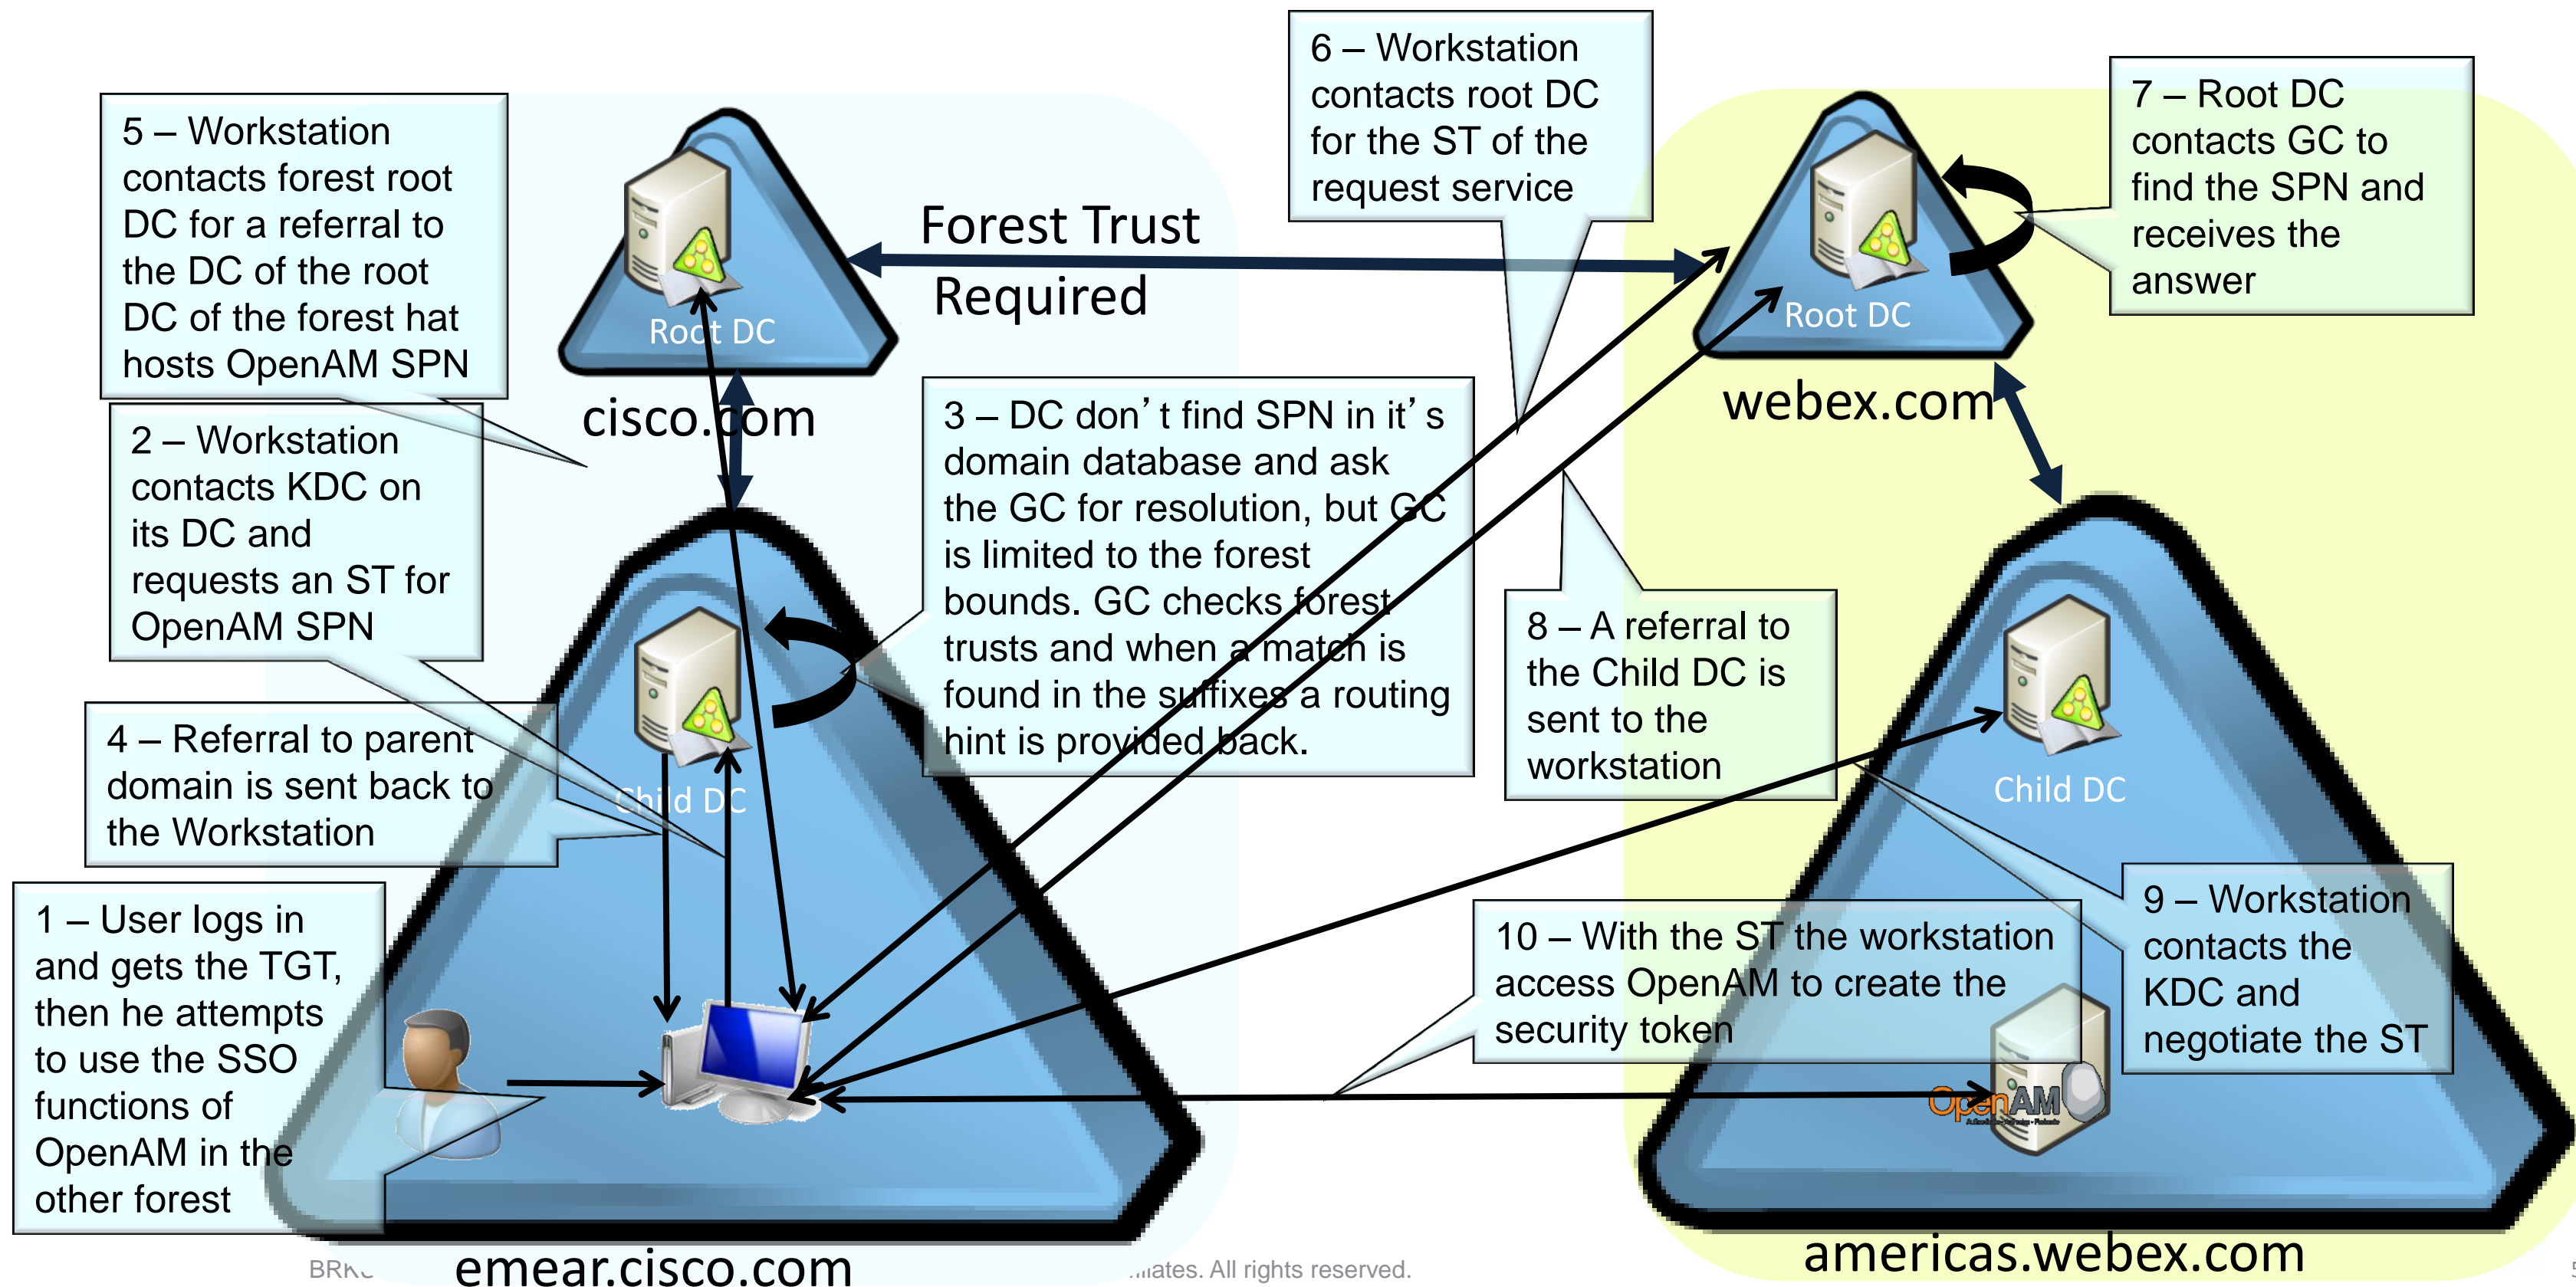 5 – Workstation
contacts forest root
DC for a referral to
the DC of the root
DC of the forest hat
hosts OpenAM SPN
2 – Workstation
contacts KDC on
its DC and
requests an ST for
OpenAM SPN
4 – Referral to parent
domain is sent back to
the Workstation
1 – User logs in
and gets the TGT,
then he attempts
to use the SSO
functions of
OpenAM in the
other forest
Root DC
cisco.com
Forest Trust
Required
3 – DC don’t find SPN in it’s
domain database and ask
the GC for resolution, but GC
is limited to the forest
bounds. GC checks forest
trusts and when a match is
found in the suffixes a routing
hint is provided back.
Child DC
emear.cisco.com
6 – Workstation
contacts root DC
for the ST of the
request service
7 – Root DC
contacts GC to
find the SPN and
receives the
answer
Root DC
webex.com
8 – A referral to
the Child DC is
sent to the
workstation
Child DC
9 – Workstation
contacts the
KDC and
negotiate the ST
10 – With the ST the workstation
access OpenAM to create the
security token
OpenAM
americas.webex.com
All rights reserved.